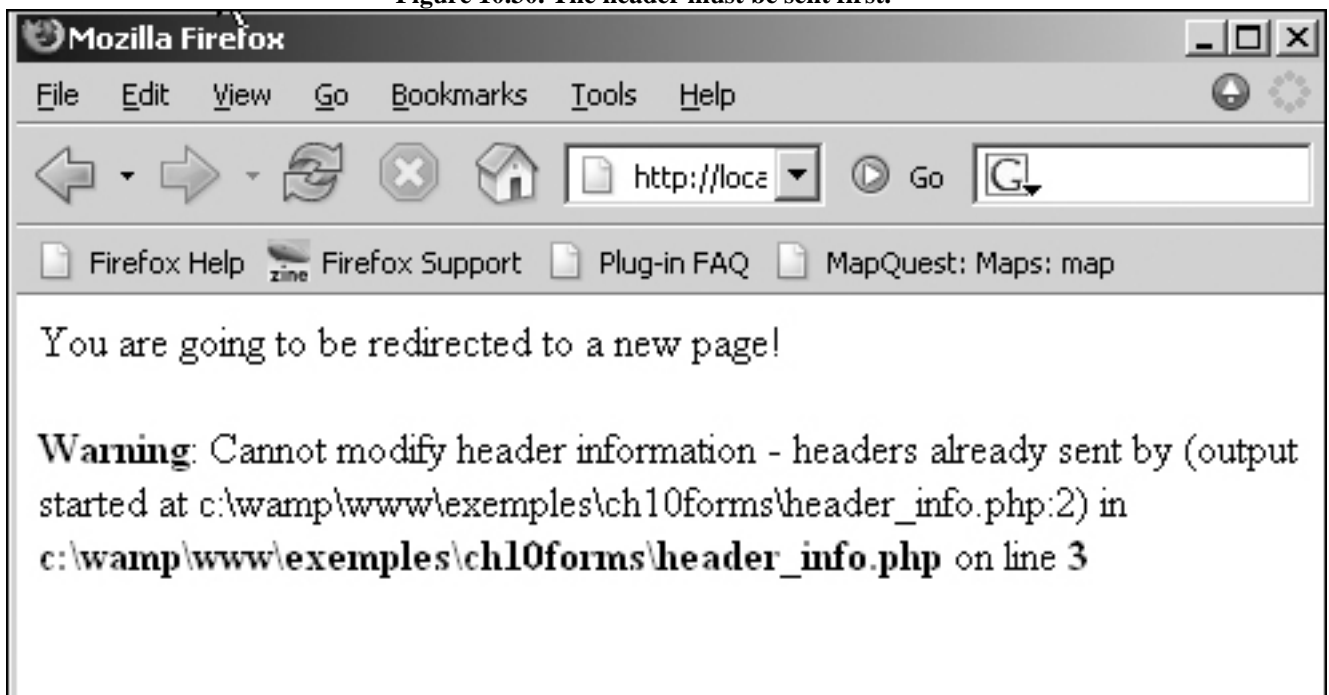 Figure 10.30. The header must be sent first.
Mozilla Firefox
File Edit View Go Bookmarks Tools Help
http://loca Go G
Firefox Help zine Firefox Support Plug-in FAQ MapQuest: Maps: map
You are going to be redirected to a new page!
Warning: Cannot modify header information - headers already sent by (output
started at c:\wamp\www\exemples\ch10forms\header_info.php:2) in
c:\wamp\www\exemples\ch10forms\header_info.php on line 3